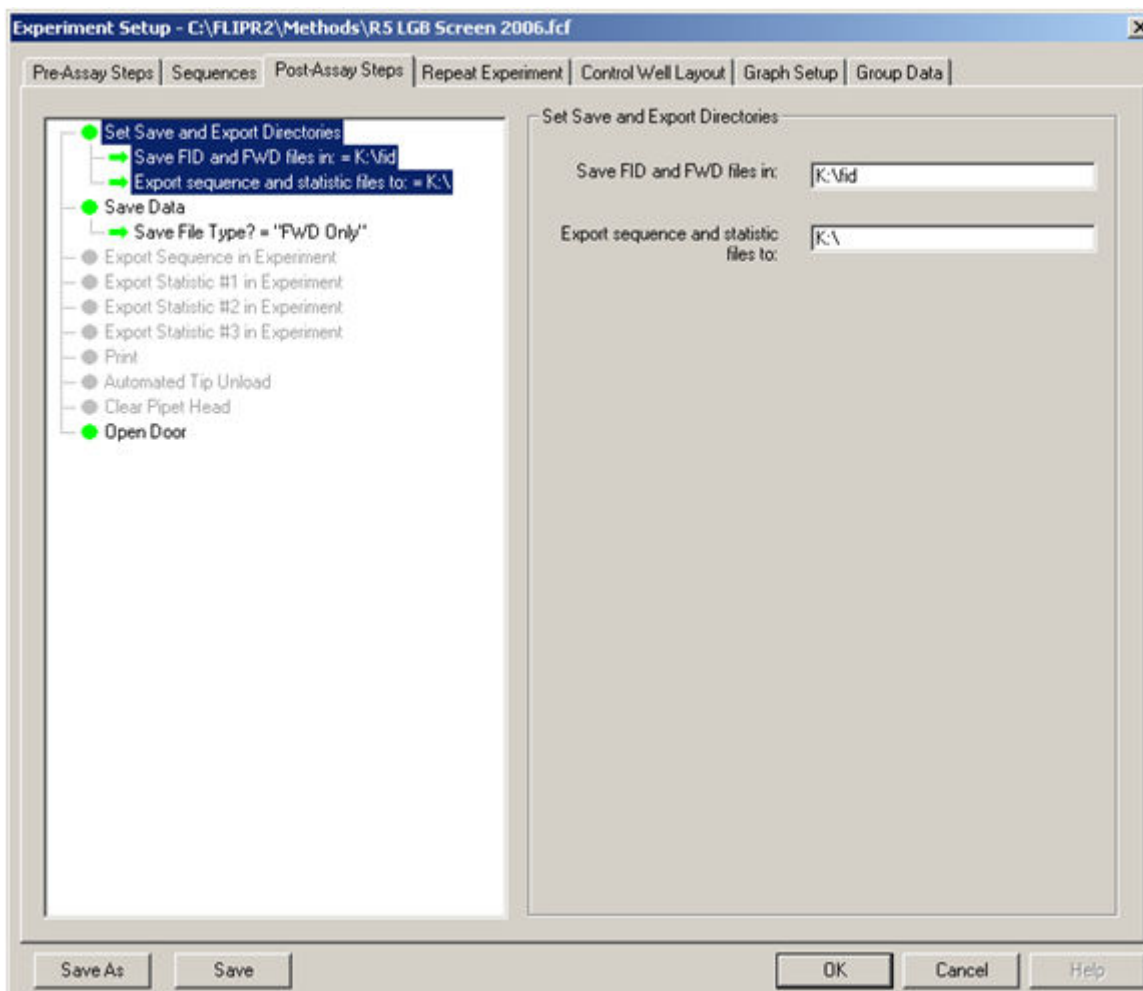 Experiment Setup - C:\FLIPR2\Methods\R5 LGB Screen 2006.fcf
Pre-Assay Steps Sequences Post-Assay Steps Repeat Experiment Control Well Layout Graph Setup Group Data
Set Save and Export Directories
Save FID and FWD files in: = K:\fid
Export sequence and statistic files to: = K:\
Save Data
Save File Type? = "FWD Only"
Export Sequence in Experiment
Export Statistic #1 in Experiment
Export Statistic #2 in Experiment
Export Statistic #3 in Experiment
Print
Automated Tip Unload
Clear Pipet Head
Open Door
Set Save and Export Directories
Save FID and FWD files in: K:\fid
Export sequence and statistic K:\
files to:
Save As Save OK Cancel Help